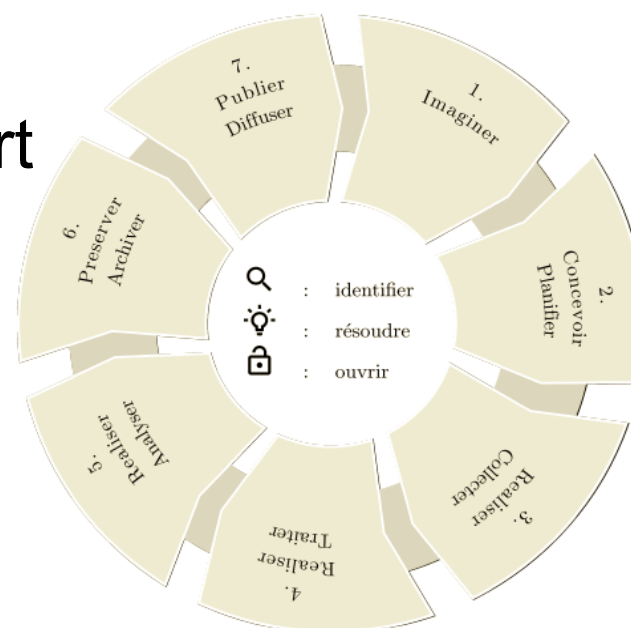 rt
1.
Imaginer
2.
Concevoir
Planifier
3.
Realiser
Collecter
4.
Realiser
Traiter
5.
Realiser
Analyser
6.
Preserver
Archiver
7.
Publier
Diffuser
: identifier
: résoudre
: ouvrir